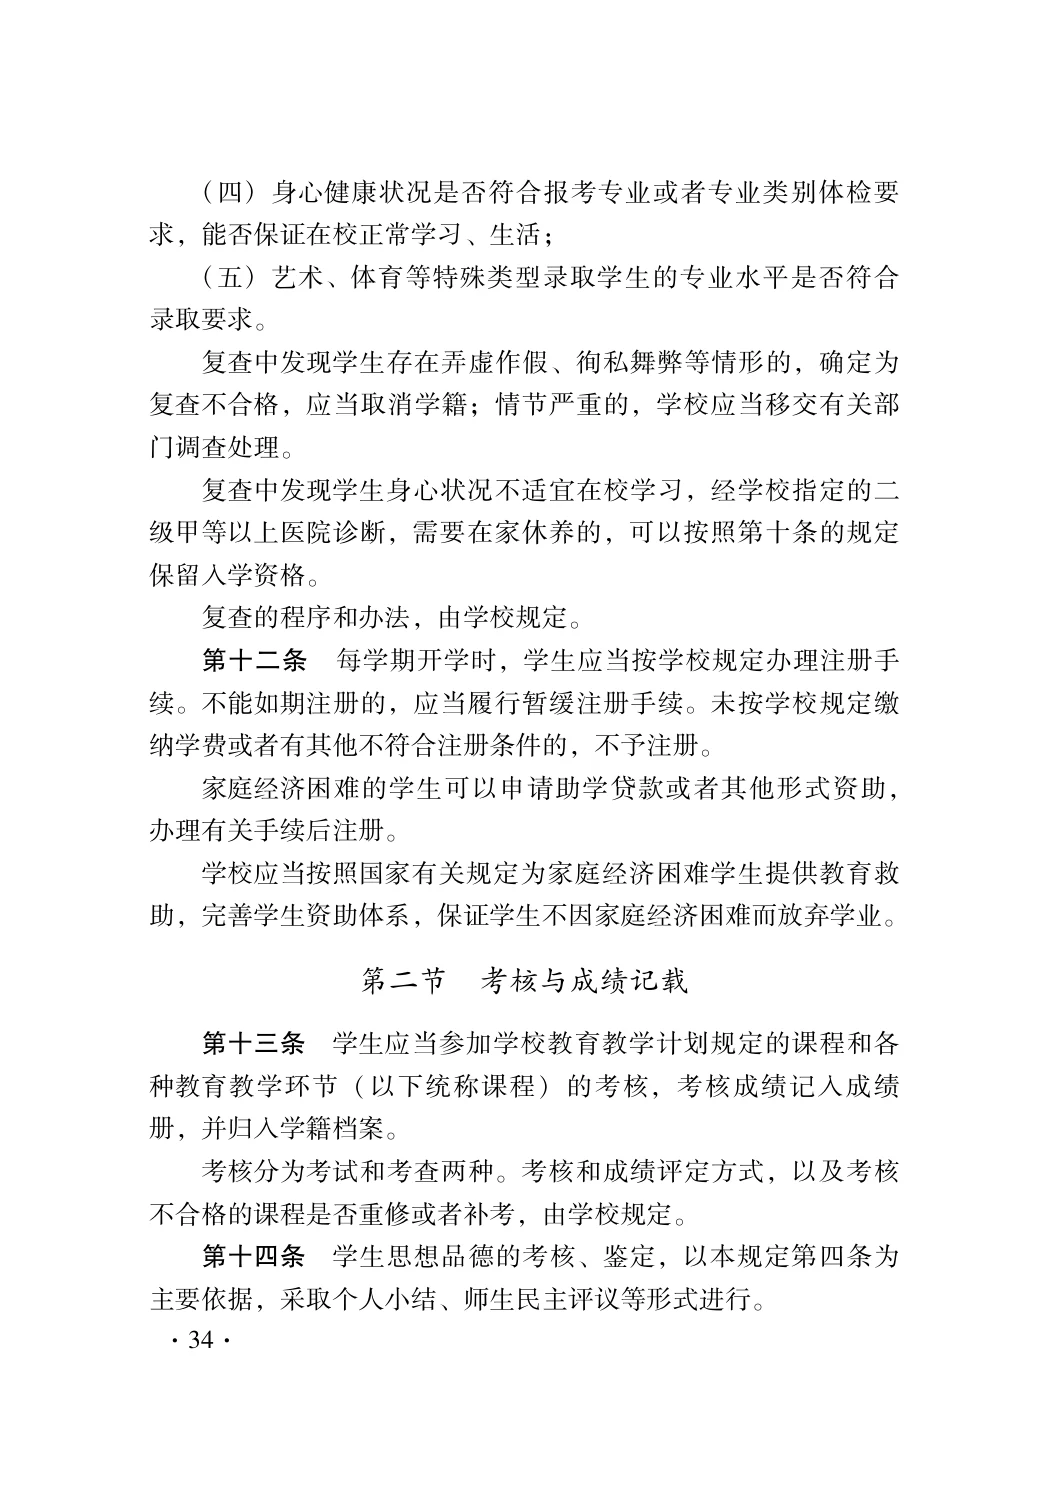 （四）身心健康状况是否符合报考专业或者专业类别体检要
求，能否保证在校正常学习、生活；
（五）艺术、体育等特殊类型录取学生的专业水平是否符合
录取要求。
复查中发现学生存在弄虚作假、徇私舞弊等情形的，确定为
复查不合格，应当取消学籍；情节严重的，学校应当移交有关部
门调查处理。
复查中发现学生身心状况不适宜在校学习，经学校指定的二
级甲等以上医院诊断，需要在家休养的，可以按照第十条的规定
保留入学资格。
复查的程序和办法，由学校规定。
第十二条　每学期开学时，学生应当按学校规定办理注册手
续。不能如期注册的，应当履行暂缓注册手续。未按学校规定缴
纳学费或者有其他不符合注册条件的，不予注册。
家庭经济困难的学生可以申请助学贷款或者其他形式资助，
办理有关手续后注册。
学校应当按照国家有关规定为家庭经济困难学生提供教育救
助，完善学生资助体系，保证学生不因家庭经济困难而放弃学业。
第二节　考核与成绩记载
第十三条　学生应当参加学校教育教学计划规定的课程和各
种教育教学环节（以下统称课程）的考核，考核成绩记入成绩
册，并归入学籍档案。
考核分为考试和考查两种。考核和成绩评定方式，以及考核
不合格的课程是否重修或者补考，由学校规定。
第十四条　学生思想品德的考核、鉴定，以本规定第四条为
主要依据，采取个人小结、师生民主评议等形式进行。
·34·